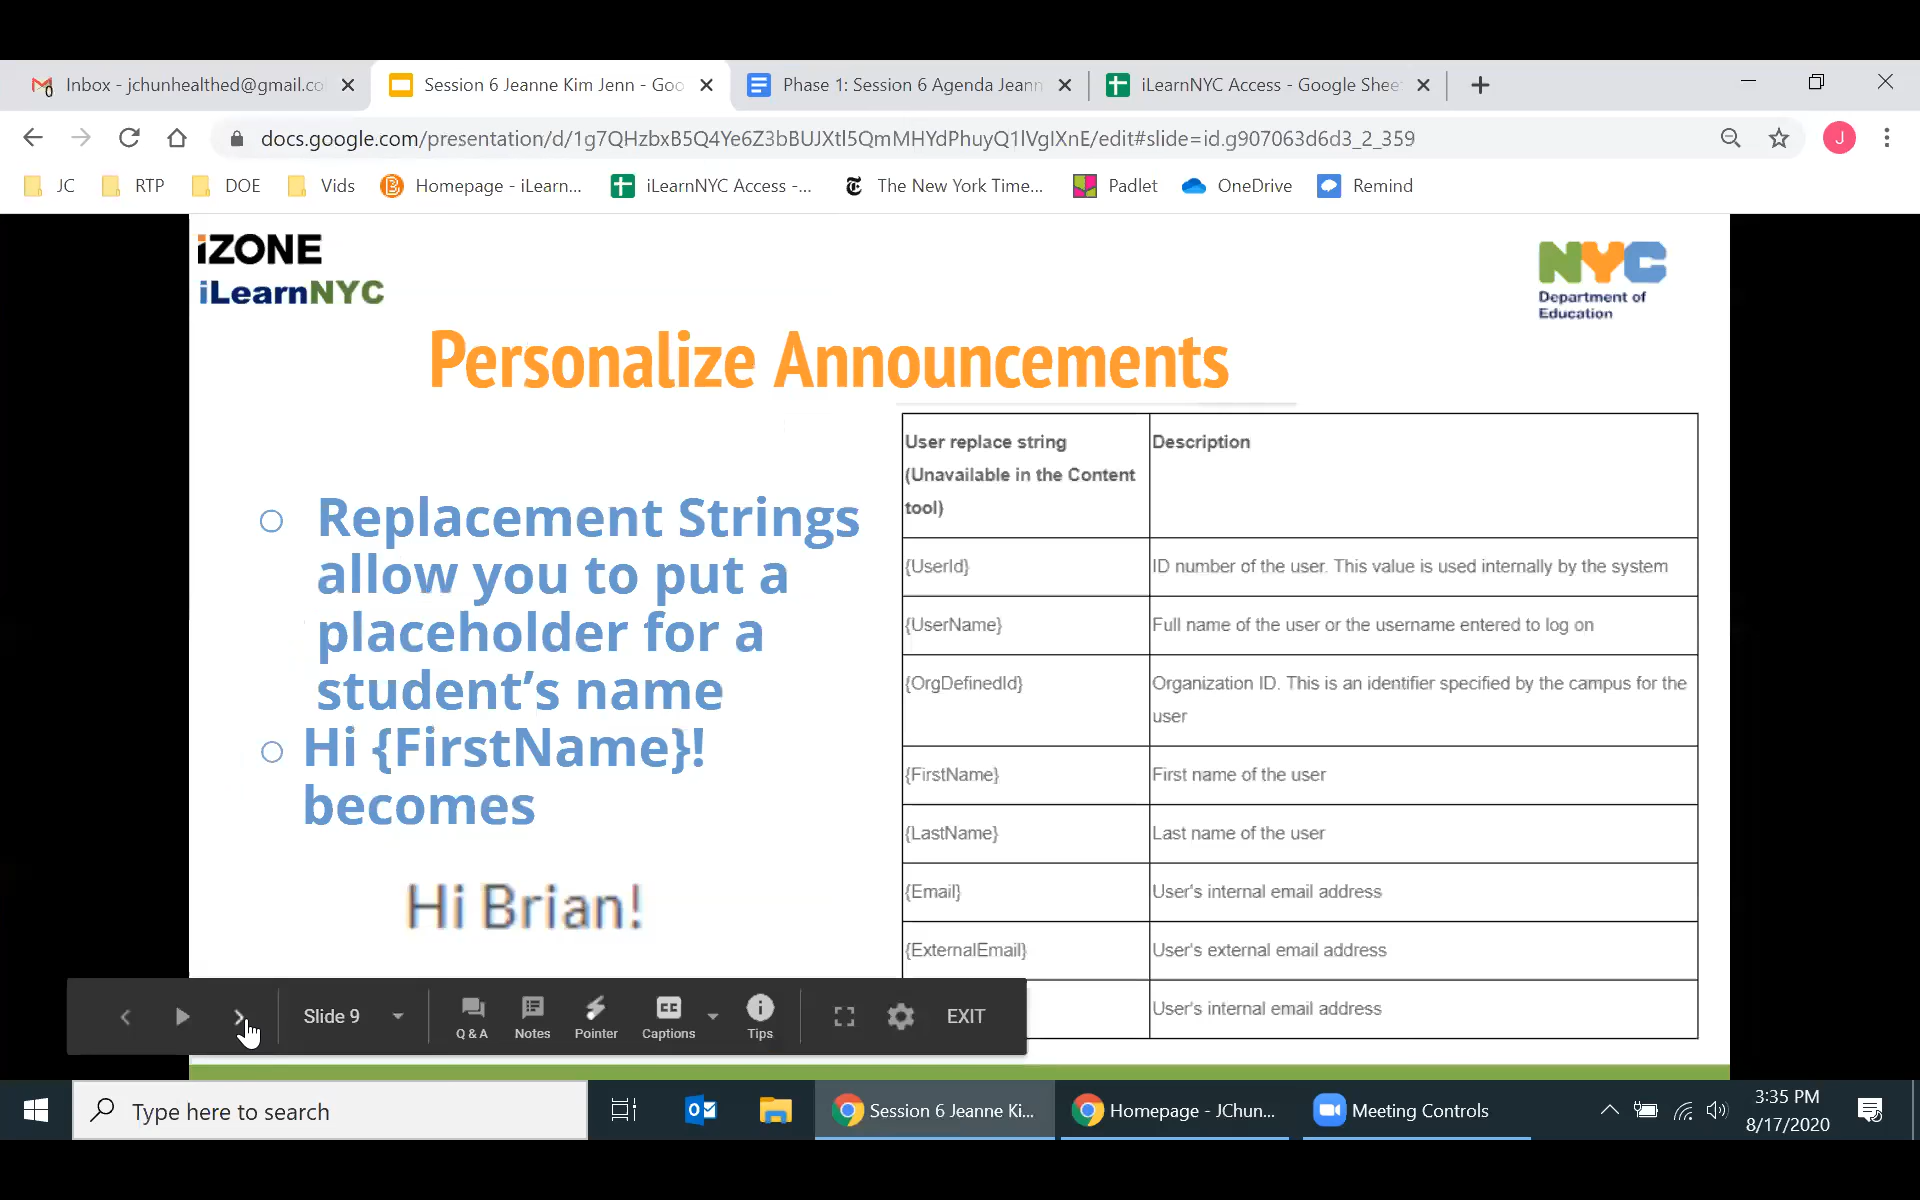 Inbox - jchunhealthed@gmail.co
Session 6 Jeanne Kim Jenn - Goo
Phase 1: Session 6 Agenda Jeann
iLearnNYC Access - Google Shee
docs.google.com/presentation/d/1g7QHzbxB5Q4Ye6Z3bBUJXtl5QmMHYdPhuyQ1lVgIXnE/edit#slide=id.g907063d6d3_2_359
J
JC
RTP
DOE
Vids
Homepage - iLearn...
iLearnNYC Access -...
The New York Time...
Padlet
OneDrive
Remind
iZONE
iLearnNYC
NYC
Department of
Education
Personalize Announcements
Replacement Strings
allow you to put a
placeholder for a
student’s name
Hi {FirstName}!
becomes
Hi Brian!
User replace string
(Unavailable in the Content
tool)
Description
{UserId}
ID number of the user. This value is used internally by the system
{UserName}
Full name of the user or the username entered to log on
{OrgDefinedId}
Organization ID. This is an identifier specified by the campus for the
user
{FirstName}
First name of the user
{LastName}
Last name of the user
{Email}
User's internal email address
{ExternalEmail}
User's external email address
User's internal email address
Slide 9
Q & A
Notes
Pointer
CC
Captions
Tips
EXIT
Type here to search
Session 6 Jeanne Ki...
Homepage - JChun...
Meeting Controls
3:35 PM
8/17/2020